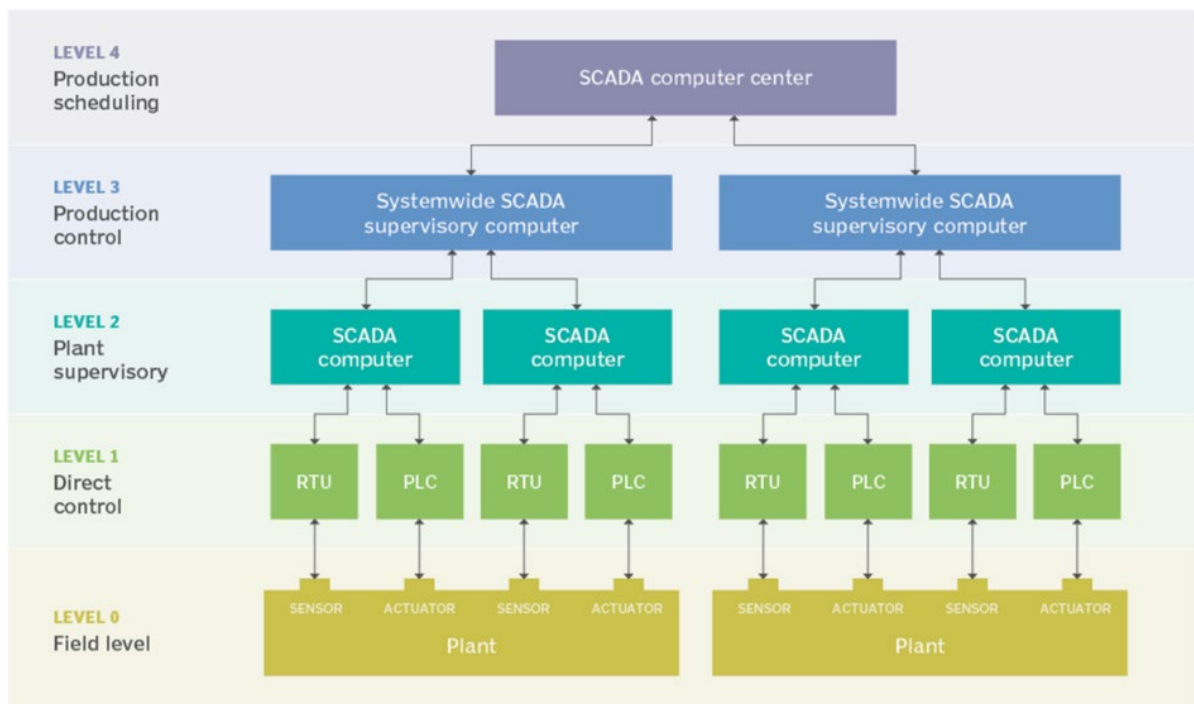 LEVEL 4
Production
scheduling
SCADA computer center
LEVEL 3
Production
control
Systemwide SCADA
supervisory computer
Systemwide SCADA
supervisory computer
LEVEL 2
Plant
supervisory
SCADA
computer
SCADA
computer
SCADA
computer
SCADA
computer
LEVEL 1
Direct
control
RTU
PLC
RTU
PLC
RTU
PLC
RTU
PLC
LEVEL 0
Field level
SENSOR
ACTUATOR
SENSOR
ACTUATOR
Plant
SENSOR
ACTUATOR
SENSOR
ACTUATOR
Plant